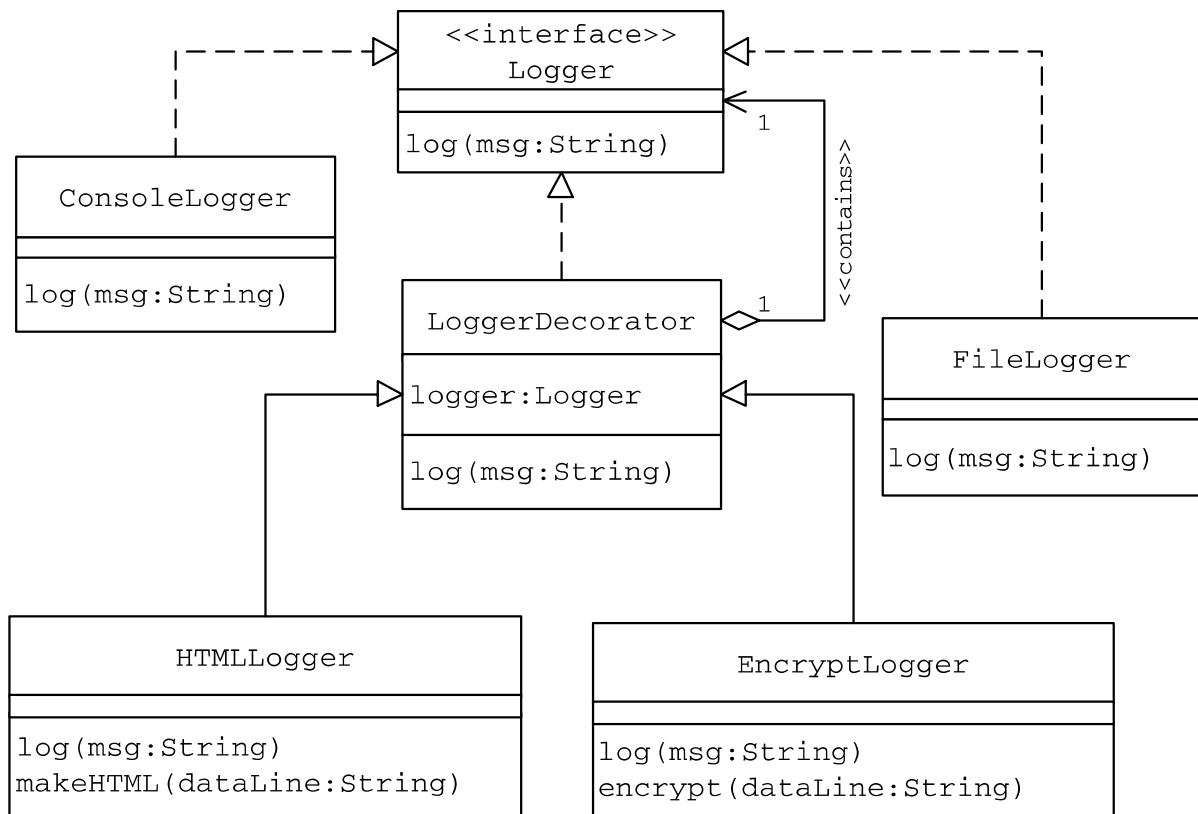 <<interface>>
Logger
log(msg:String)
1
<<contains>>
ConsoleLogger
log(msg:String)
1
LoggerDecorator
logger:Logger
log(msg:String)
FileLogger
log(msg:String)
HTMLLogger
log(msg:String)
makeHTML(dataLine:String)
EncryptLogger
log(msg:String)
encrypt(dataLine:String)